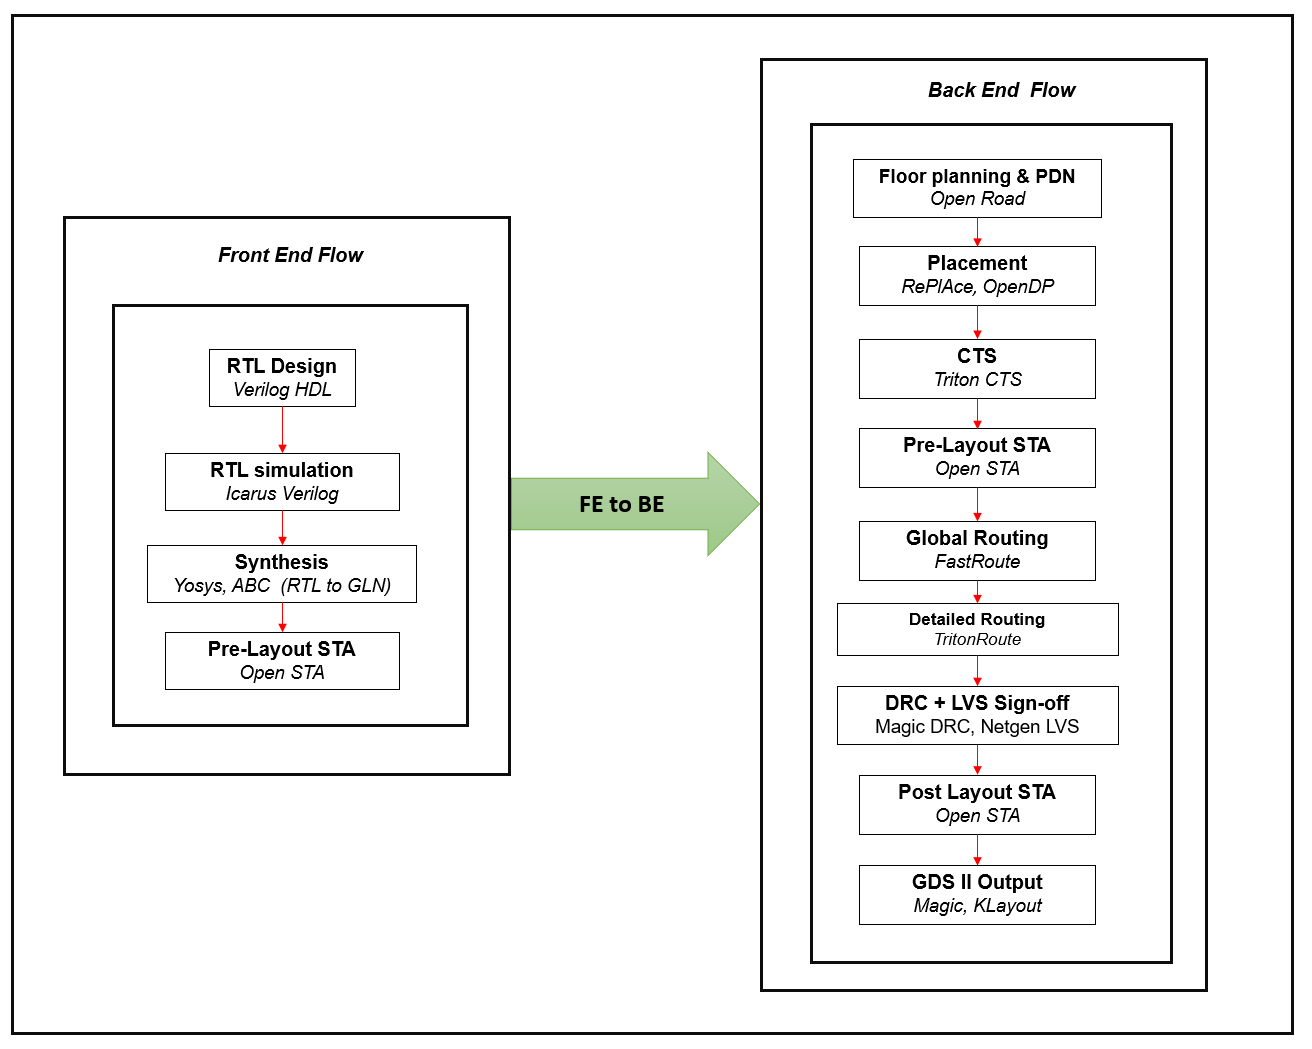 Front End Flow
RTL Design
Verilog HDL
RTL simulation
Icarus Verilog
Synthesis
Yosys, ABC  (RTL to GLN)
Pre-Layout STA
Open STA
FE to BE
Back End  Flow
Floor planning & PDN
Open Road
Placement
RePlAce, OpenDP
CTS
Triton CTS
Pre-Layout STA
Open STA
Global Routing
FastRoute
Detailed Routing
TritonRoute
DRC + LVS Sign-off
Magic DRC, Netgen LVS
Post Layout STA
Open STA
GDS II Output
Magic, KLayout